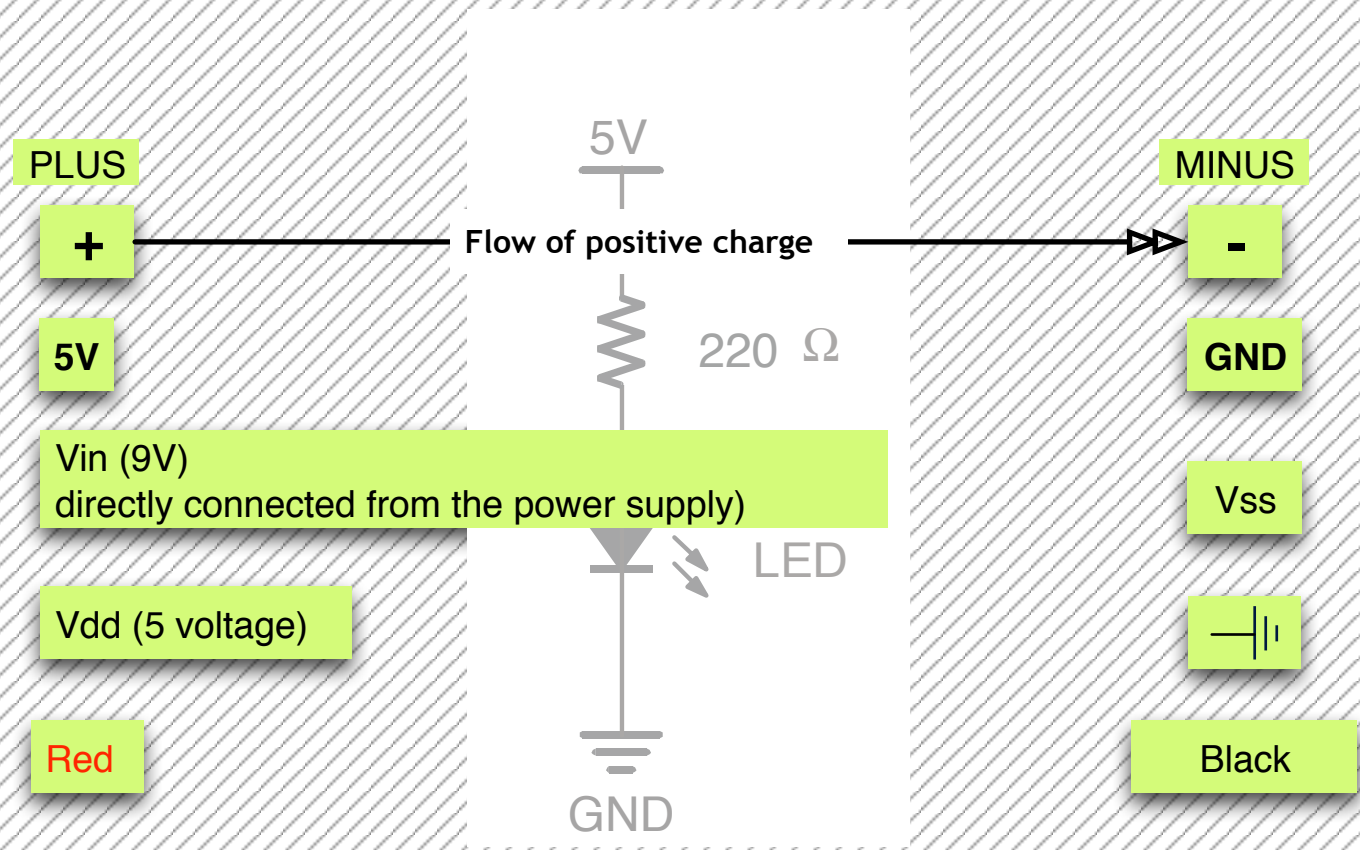 5V
PLUS
MINUS
+
Flow of positive charge
-
5V
220 Ω
GND
Vin (9V)
directly connected from the power supply)
Vss
LED
Vdd (5 voltage)
Red
Black
GND